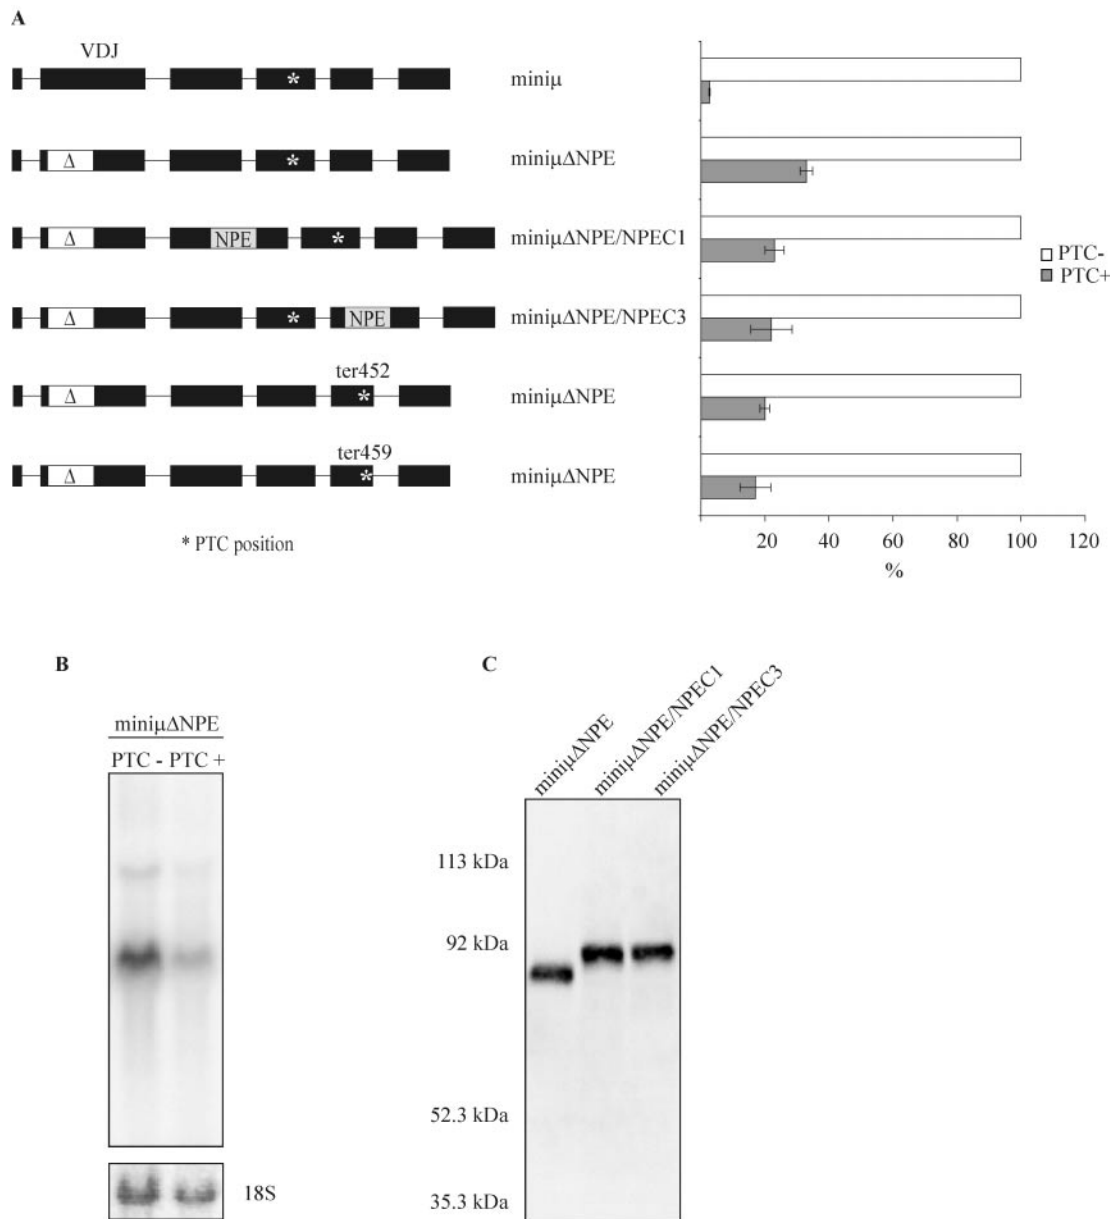 A
VDJ
*
miniμ
Δ
*
miniμΔNPE
Δ
NPE
*
miniμΔNPE/NPEC1
Δ
*
NPE
miniμΔNPE/NPEC3
ter452
Δ
*
miniμΔNPE
ter459
Δ
*
miniμΔNPE
* PTC position
PTC-
PTC+
20 40 60 80 100 120
%
B
miniμΔNPE
PTC - PTC +
18S
C
miniμΔNPE
miniμΔNPE/NPEC1
miniμΔNPE/NPEC3
113 kDa
92 kDa
52.3 kDa
35.3 kDa